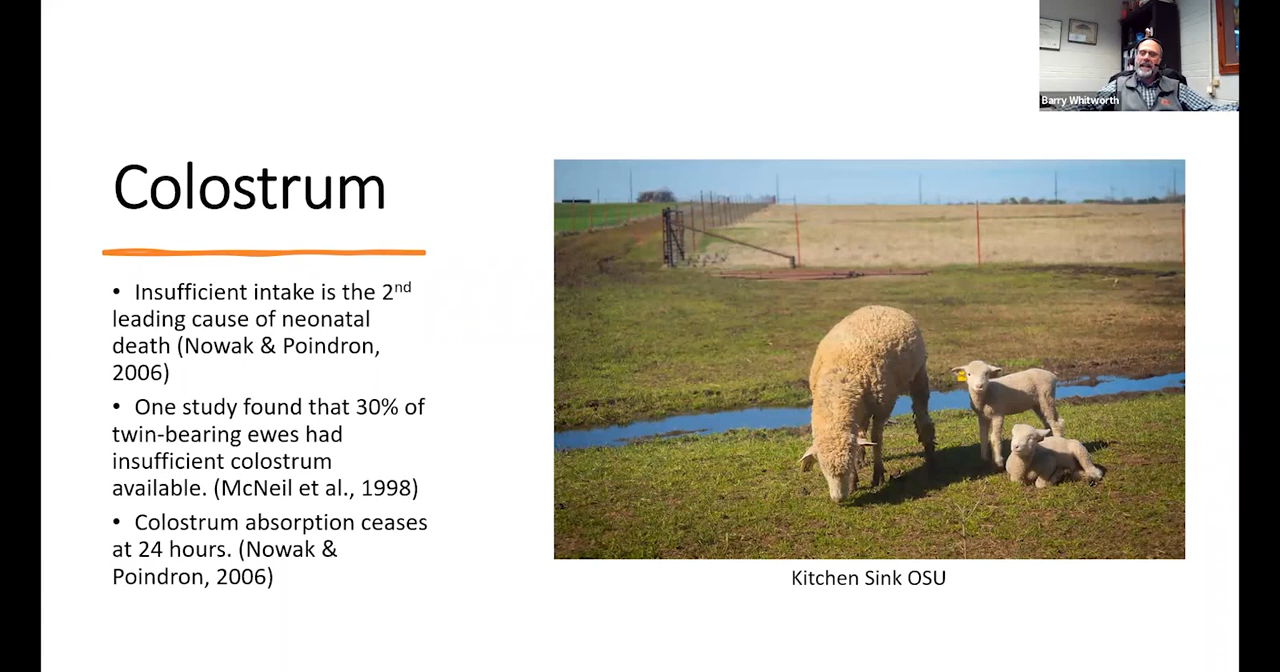 Barry Whitworth
Colostrum
• Insufficient intake is the 2nd
leading cause of neonatal
death (Nowak & Poindron,
2006)
• One study found that 30% of
twin-bearing ewes had
insufficient colostrum
available. (McNeil et al., 1998)
• Colostrum absorption ceases
at 24 hours. (Nowak &
Poindron, 2006)
Kitchen Sink OSU